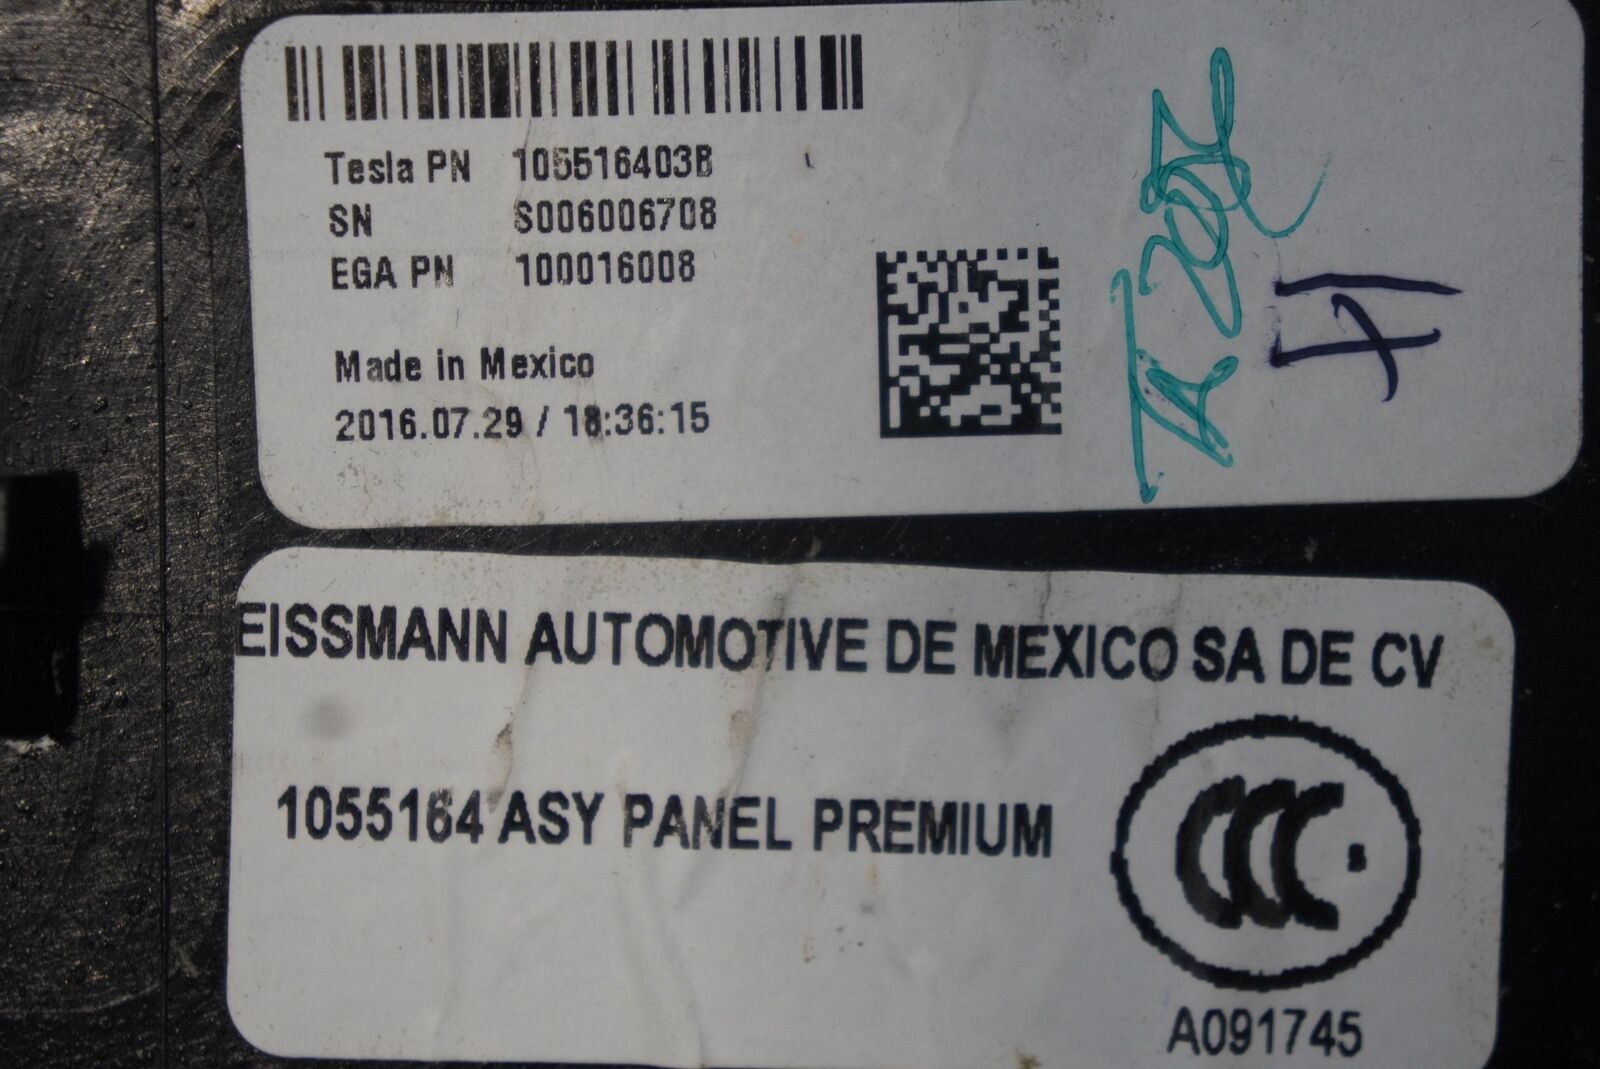 Tesla PN 105516403B
SN S006006708
EGA PN 100016008
Made in Mexico
2016.07.29 / 18:36:15
EISSMANN AUTOMOTIVE DE MEXICO SA DE CV
1055164 ASY PANEL PREMIUM
CCC S
A091745